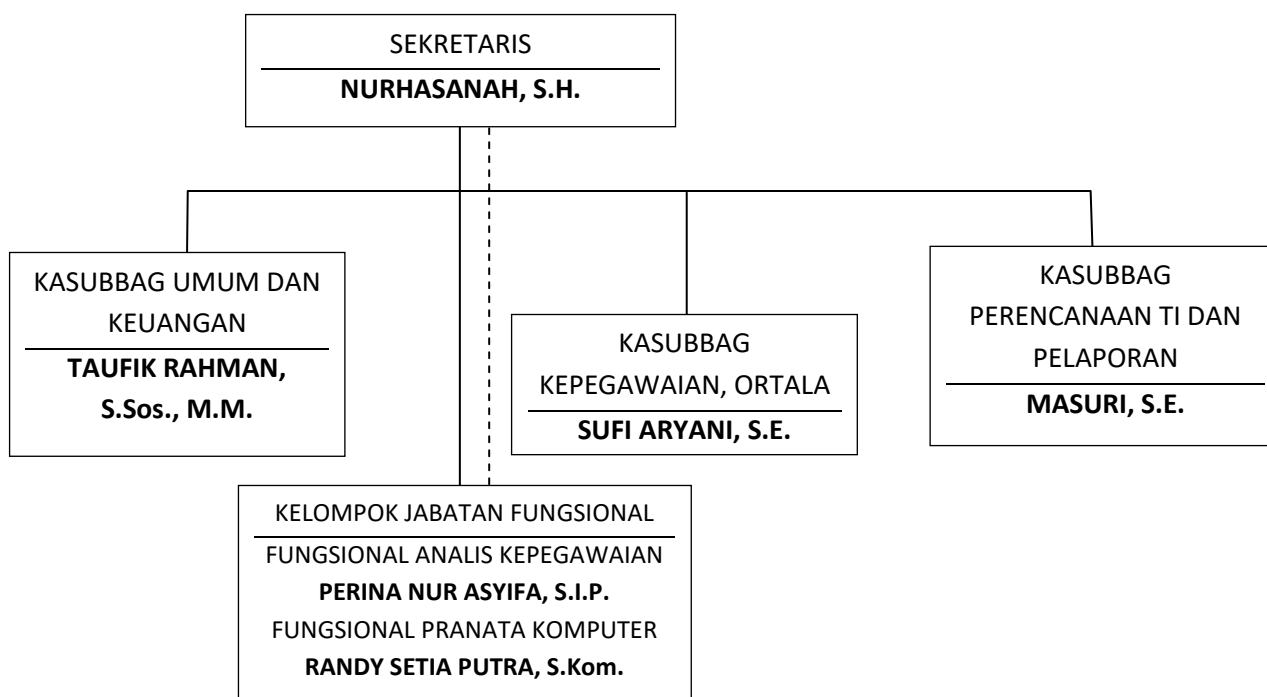 SEKRETARIS
NURHASANAH, S.H.
KASUBBAG UMUM DAN
KEUANGAN
TAUFIK RAHMAN,
S.Sos., M.M.
KASUBBAG
KEPEGAWAIAN, ORTALA
SUFI ARYANI, S.E.
KASUBBAG
PERENCANAAN TI DAN
PELAPORAN
MASURI, S.E.
KELOMPOK JABATAN FUNGSIONAL
FUNGSIONAL ANALIS KEPEGAWAIAN
PERINA NUR ASYIFA, S.I.P.
FUNGSIONAL PRANATA KOMPUTER
RANDY SETIA PUTRA, S.Kom.